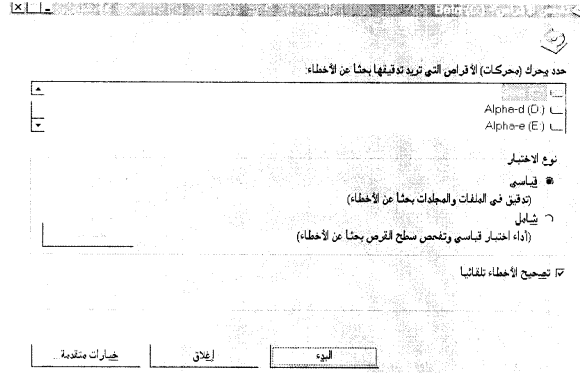 حدد محرك (محركات) الأقراص التي تريد تدقيقها بحثا عن الأخطاء:
Alpha-d (D:)
Alpha-e (E:)
نوع الاختبار
قياسي
(تدقيق في الملفات والمجلدات بحثا عن الأخطاء)
شامل
(أداء اختبار قياسي وتفحص سطح القرص بحثا عن الأخطاء)
تصحيح الأخطاء تلقائيا
البدء
إغلاق
خيارات متقدمة...